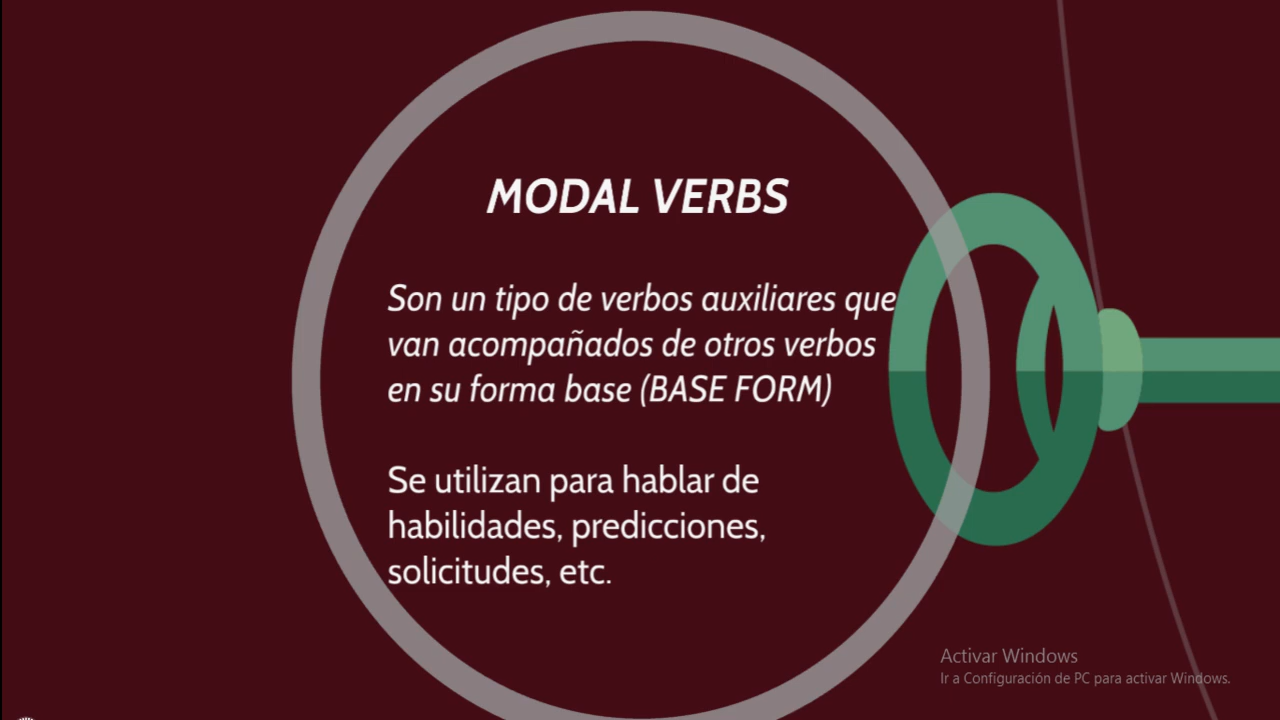 MODAL VERBS
Son un tipo de verbos auxiliares que
van acompañados de otros verbos
en su forma base (BASE FORM)
Se utilizan para hablar de
habilidades, predicciones,
solicitudes, etc.
Activar Windows
Ir a Configuración de PC para activar Windows.